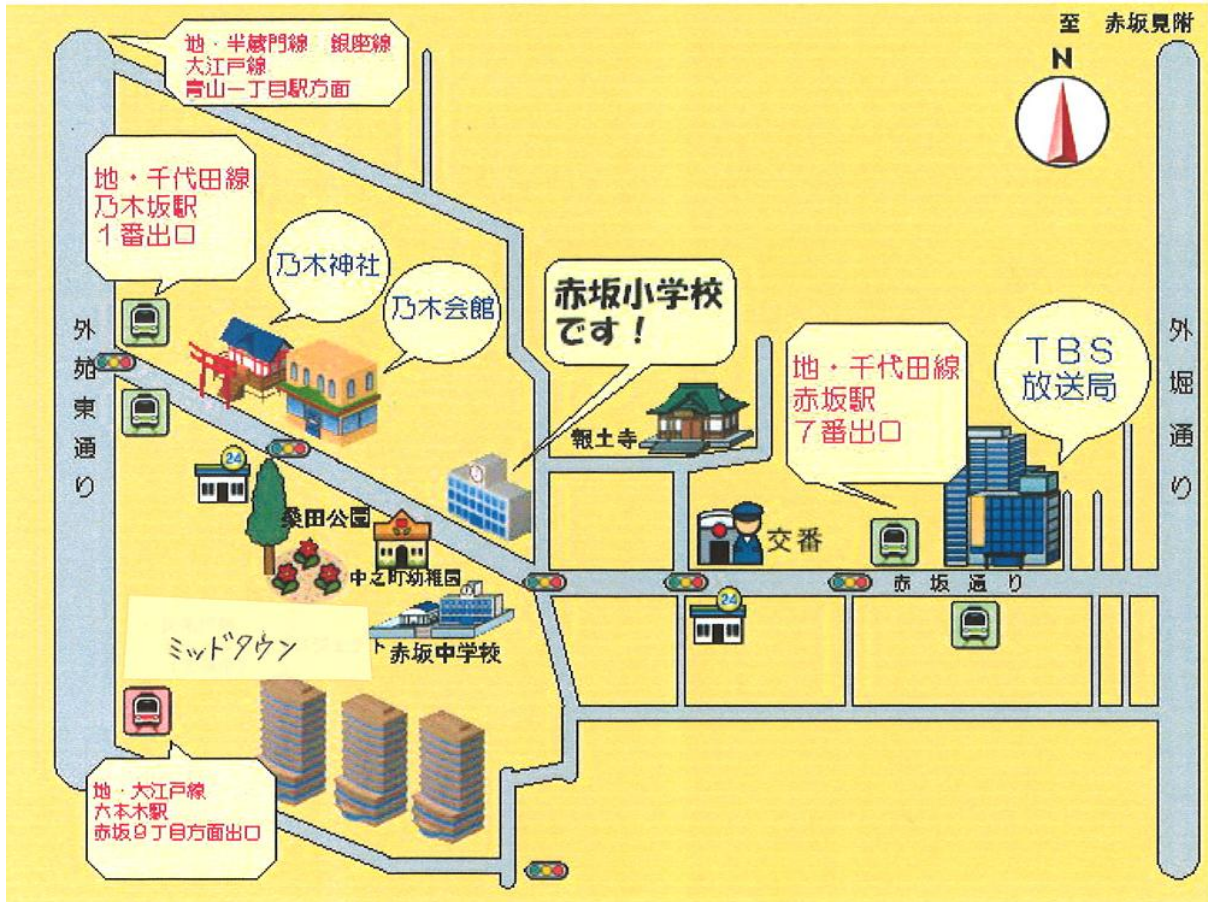 至 赤坂見附
N
地・半蔵門線 銀座線
大江戸線
青山一丁目駅方面
地・千代田線
乃木坂駅
1番出口
乃木神社
乃木会館
赤坂小学校
です！
地・千代田線
赤坂駅
7番出口
TBS
放送局
外苑東通り
外堀通り
報土寺
24
桑田公園
交番
中之町幼稚園
赤坂通り
24
ミッドタウン
ト
赤坂中学校
地・大江戸線
六本木駅
赤坂9丁目方面出口